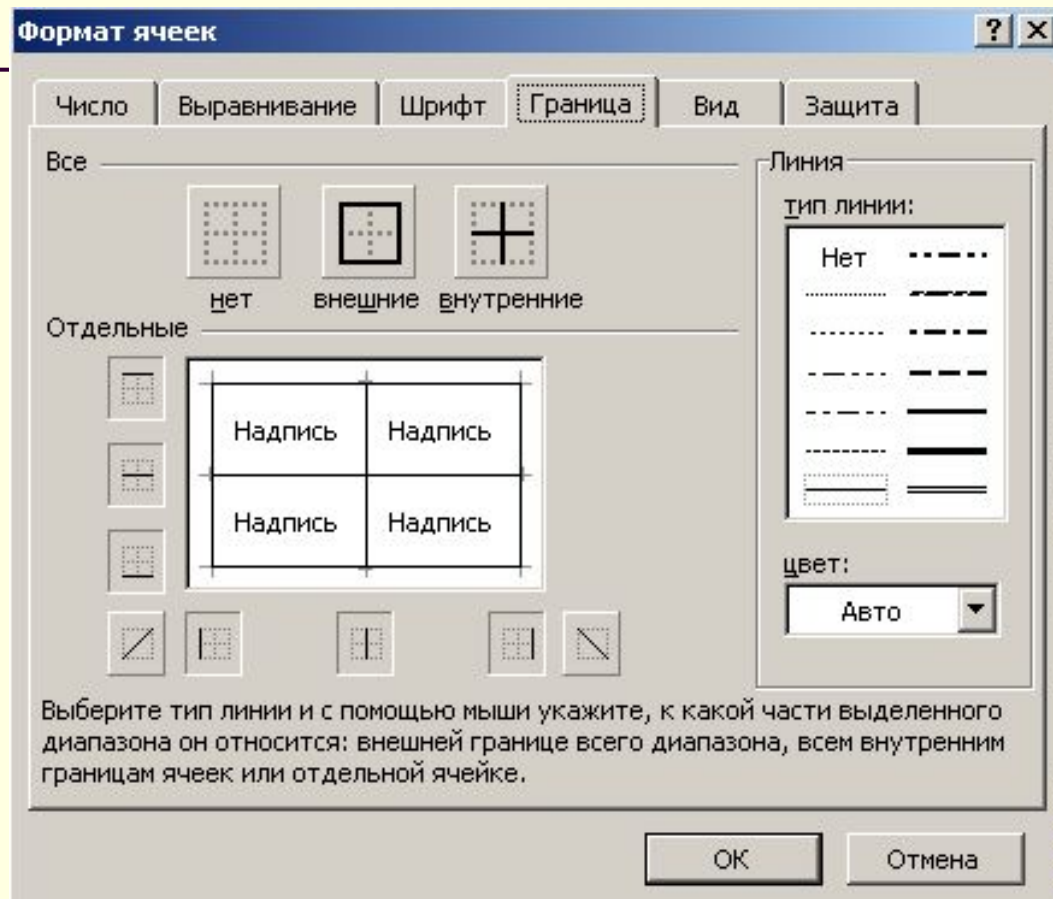 Формат ячеек
Число Выравнивание Шрифт Граница Вид Защита
Все
нет внешние внутренние
Отдельные
Надпись Надпись
Надпись Надпись
Линия
тип линии:
Нет
цвет:
Авто
Выберите тип линии и с помощью мыши укажите, к какой части выделенного
диапазона он относится: внешней границе всего диапазона, всем внутренним
границам ячеек или отдельной ячейке.
ОК Отмена